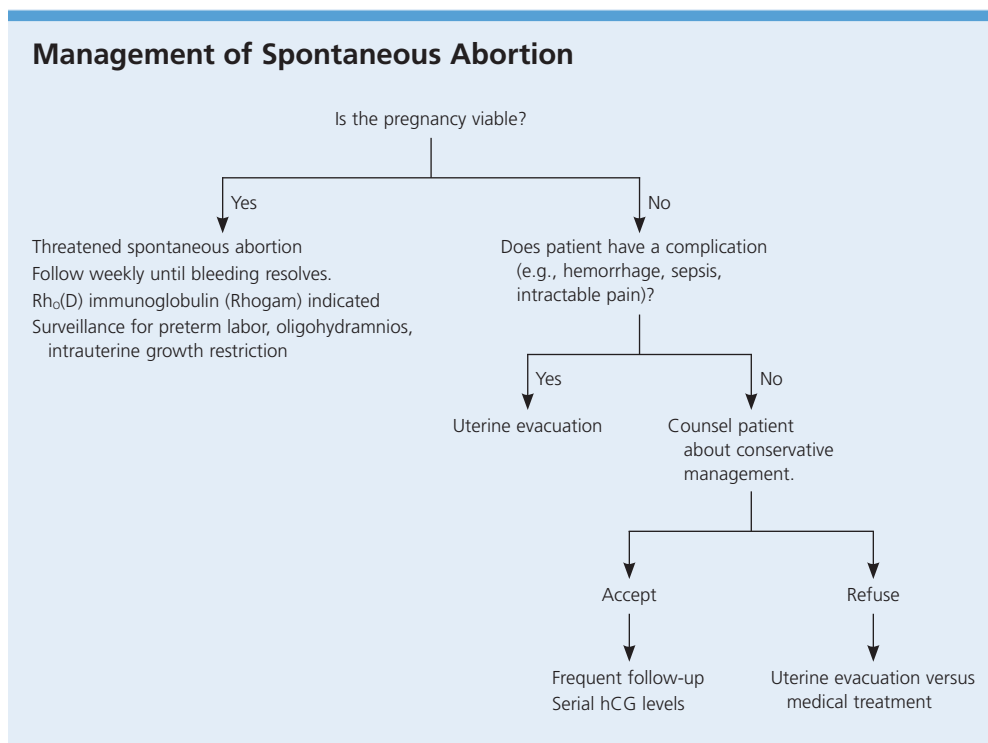 Management of Spontaneous Abortion
Is the pregnancy viable?
Yes
No
Threatened spontaneous abortion
Follow weekly until bleeding resolves.
Rho(D) immunoglobulin (Rhogam) indicated
Surveillance for preterm labor, oligohydramnios,
intrauterine growth restriction
Does patient have a complication
(e.g., hemorrhage, sepsis,
intractable pain)?
Yes
No
Uterine evacuation
Counsel patient
about conservative
management.
Accept
Refuse
Frequent follow-up
Serial hCG levels
Uterine evacuation versus
medical treatment